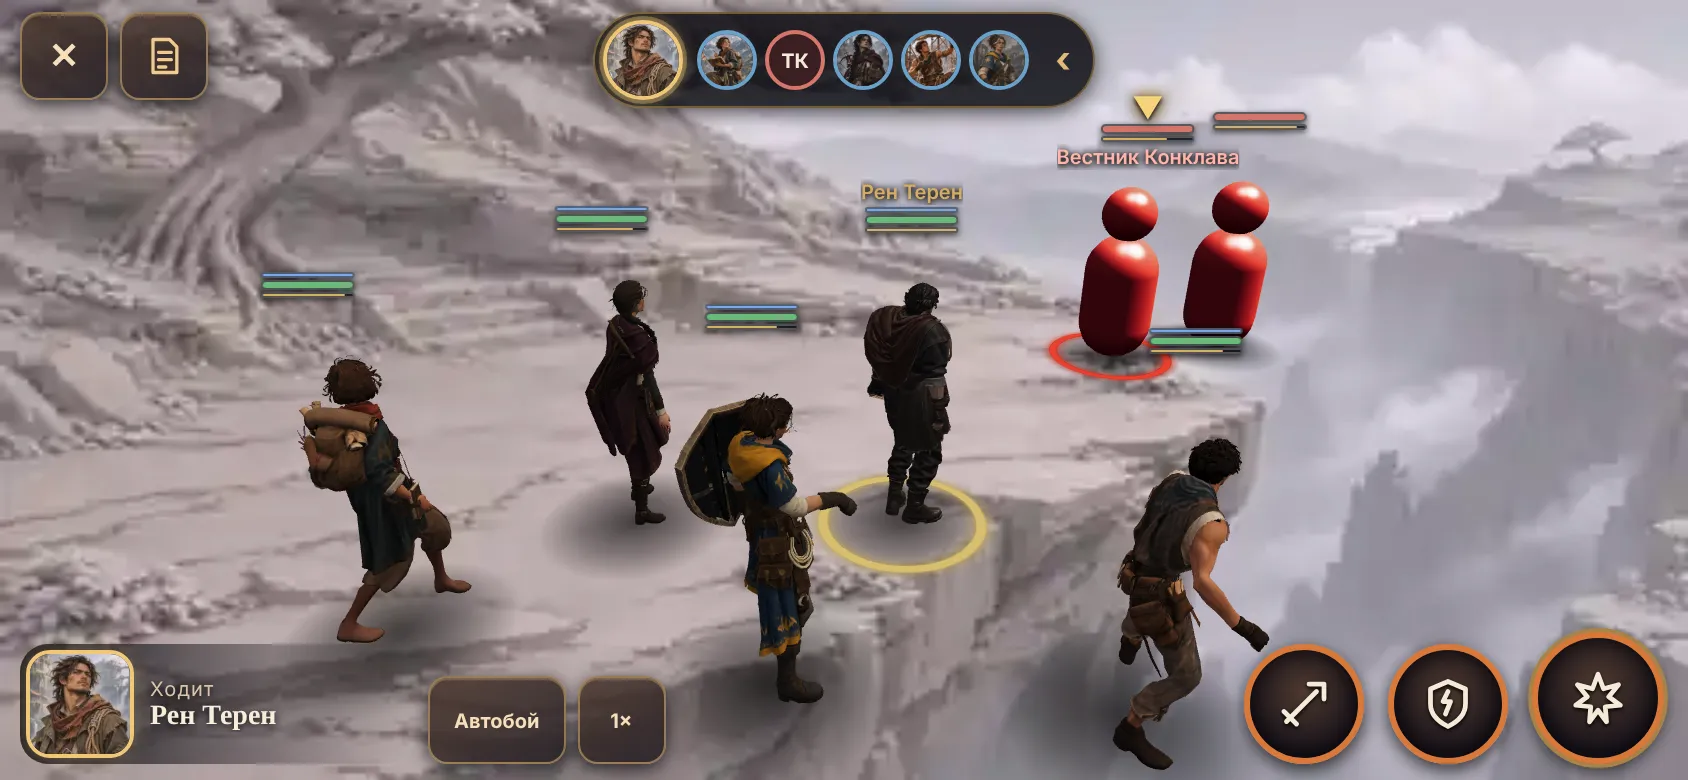 ТК
Вестник Конклава
Рен Терен
Ходит
Рен Терен
Автобой
1×